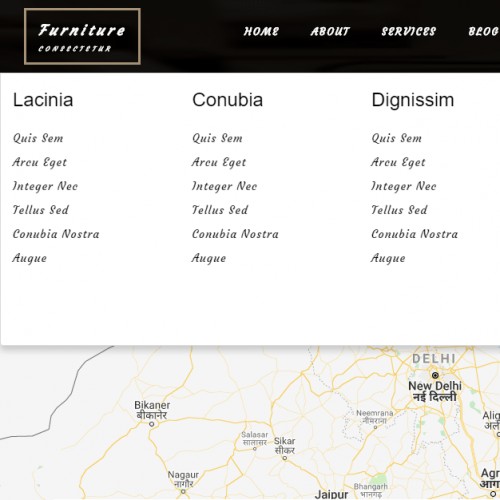 Furniture
CONSECTETUR
HOME ABOUT SERVICES BLOG
Lacinia Conubia Dignissim
Quis Sem Quis Sem Quis Sem
Arcu Eget Arcu Eget Arcu Eget
Integer Nec Integer Nec Integer Nec
Tellus Sed Tellus Sed Tellus Sed
Conubia Nostra Conubia Nostra Conubia Nostra
Augue Augue Augue
DELHI
New Delhi
नई दिल्ली
Bikaner
बीकानेर
Neemrana
नीमराना
Salasar
सालासर
Sikar
सीकर
Nagaur
नागौर
Bhangarh
भानगढ़
Jaipur